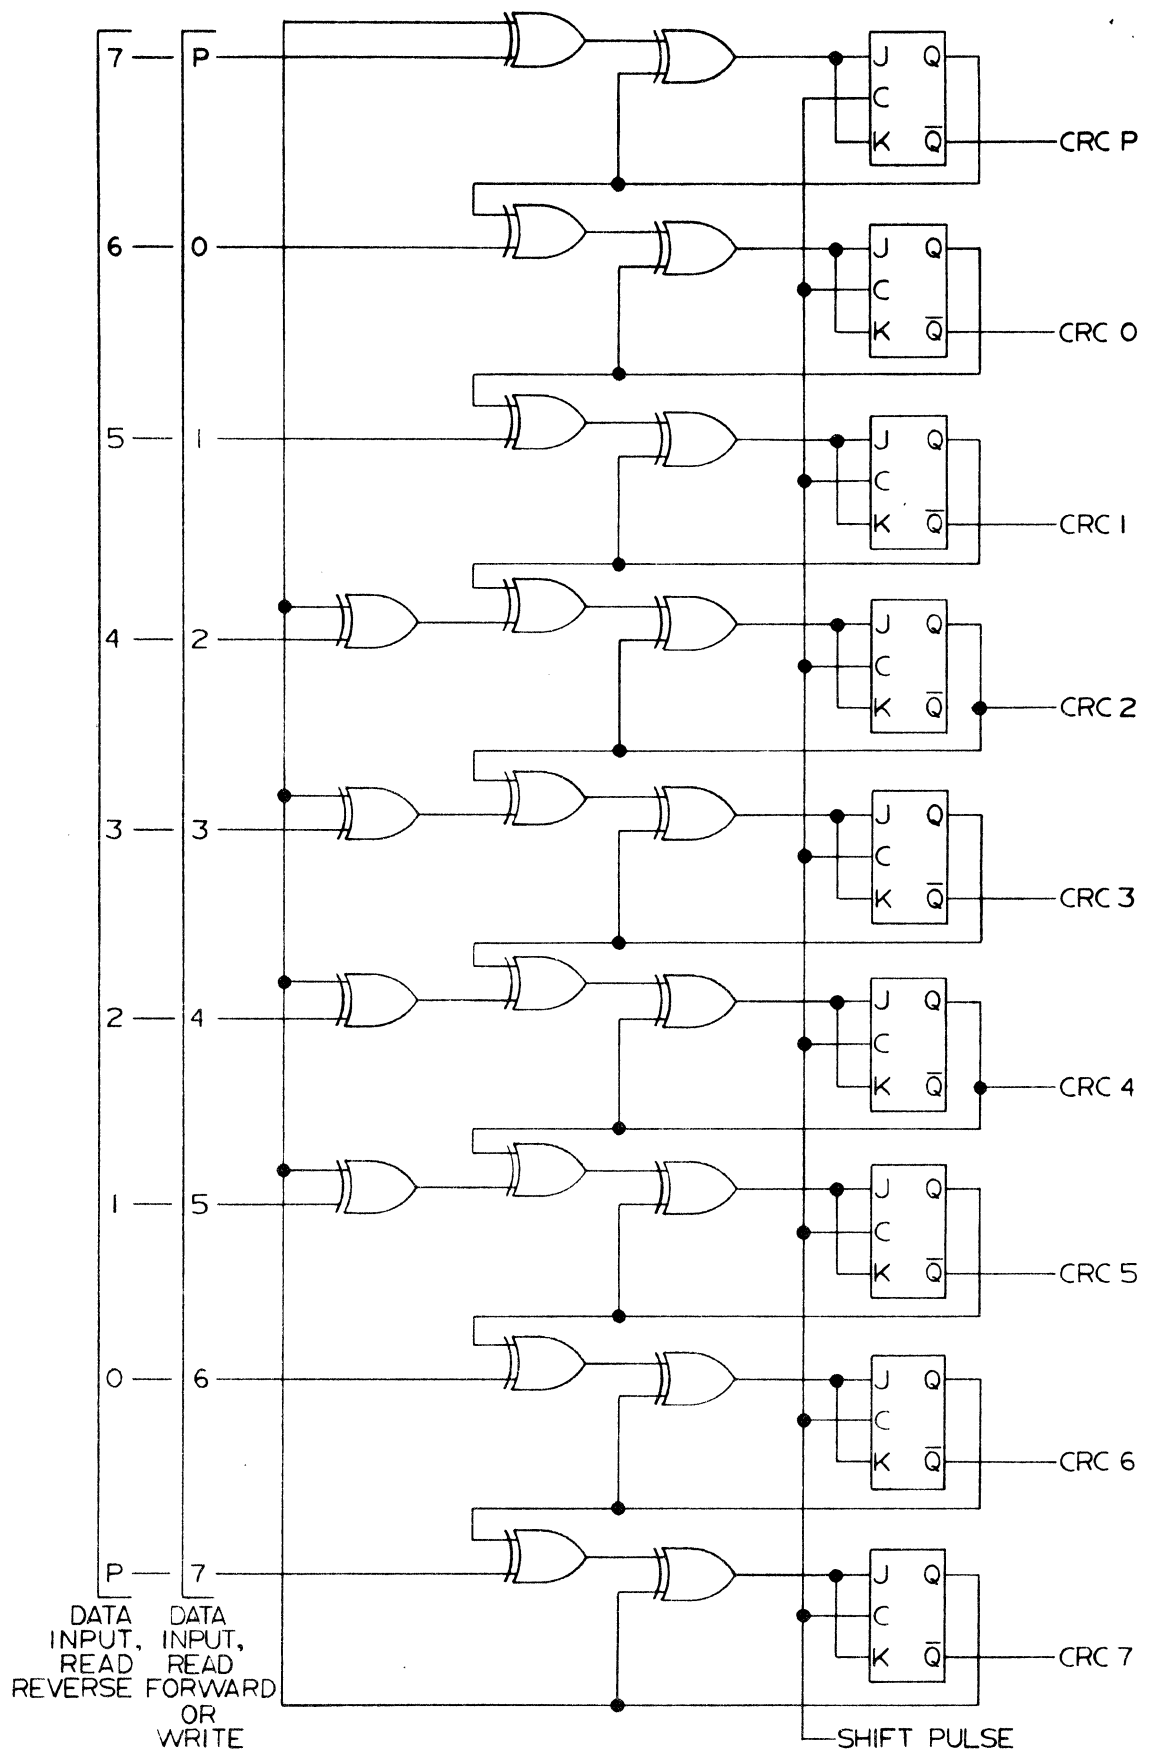 7 P J Q
C
K Q̅ CRC P
6 0 J Q
C
K Q̅ CRC 0
5 1 J Q
C
K Q̅ CRC 1
4 2 J Q
C
K Q̅ CRC 2
3 3 J Q
C
K Q̅ CRC 3
2 4 J Q
C
K Q̅ CRC 4
1 5 J Q
C
K Q̅ CRC 5
0 6 J Q
C
K Q̅ CRC 6
P 7 J Q
C
K Q̅ CRC 7
DATA
INPUT,
READ
REVERSE
DATA
INPUT,
READ
FORWARD
OR
WRITE
SHIFT PULSE